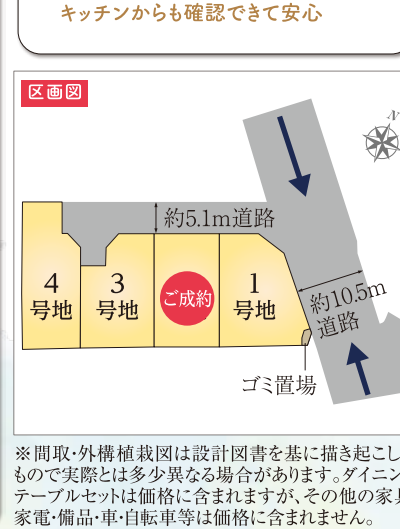 キッチンからも確認できて安心
区画図
N
約5.1m道路
4
号地
3
号地
ご成約
1
号地
約10.5m
道路
ゴミ置場
※間取・外構植栽図は設計図書を基に描き起こし
もので実際とは多少異なる場合があります。ダイニン
テーブルセットは価格に含まれますが、その他の家具
家電・備品・車・自転車等は価格に含まれません。